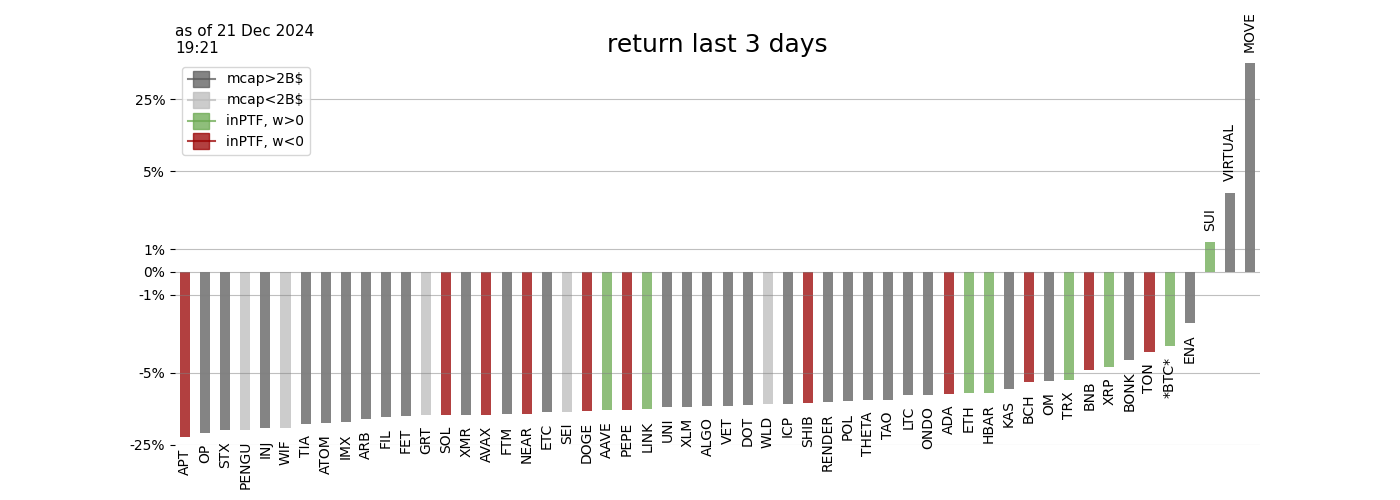 as of 21 Dec 2024
19:21
return last 3 days
mcap>2B$
mcap<2B$
inPTF, w>0
inPTF, w<0
25%
5%
1%
0%
-1%
-5%
-25%
APT
OP
STX
PENGU
INJ
WIF
TIA
ATOM
IMX
ARB
FIL
FET
GRT
SOL
XMR
AVAX
FTM
NEAR
ETC
SEI
DOGE
AAVE
PEPE
LINK
UNI
XLM
ALGO
VET
DOT
WLD
ICP
SHIB
RENDER
POL
THETA
TAO
LTC
ONDO
ADA
ETH
HBAR
KAS
BCH
OM
TRX
BNB
XRP
BONK
TON
*BTC*
ENA
SUI
VIRTUAL
MOVE